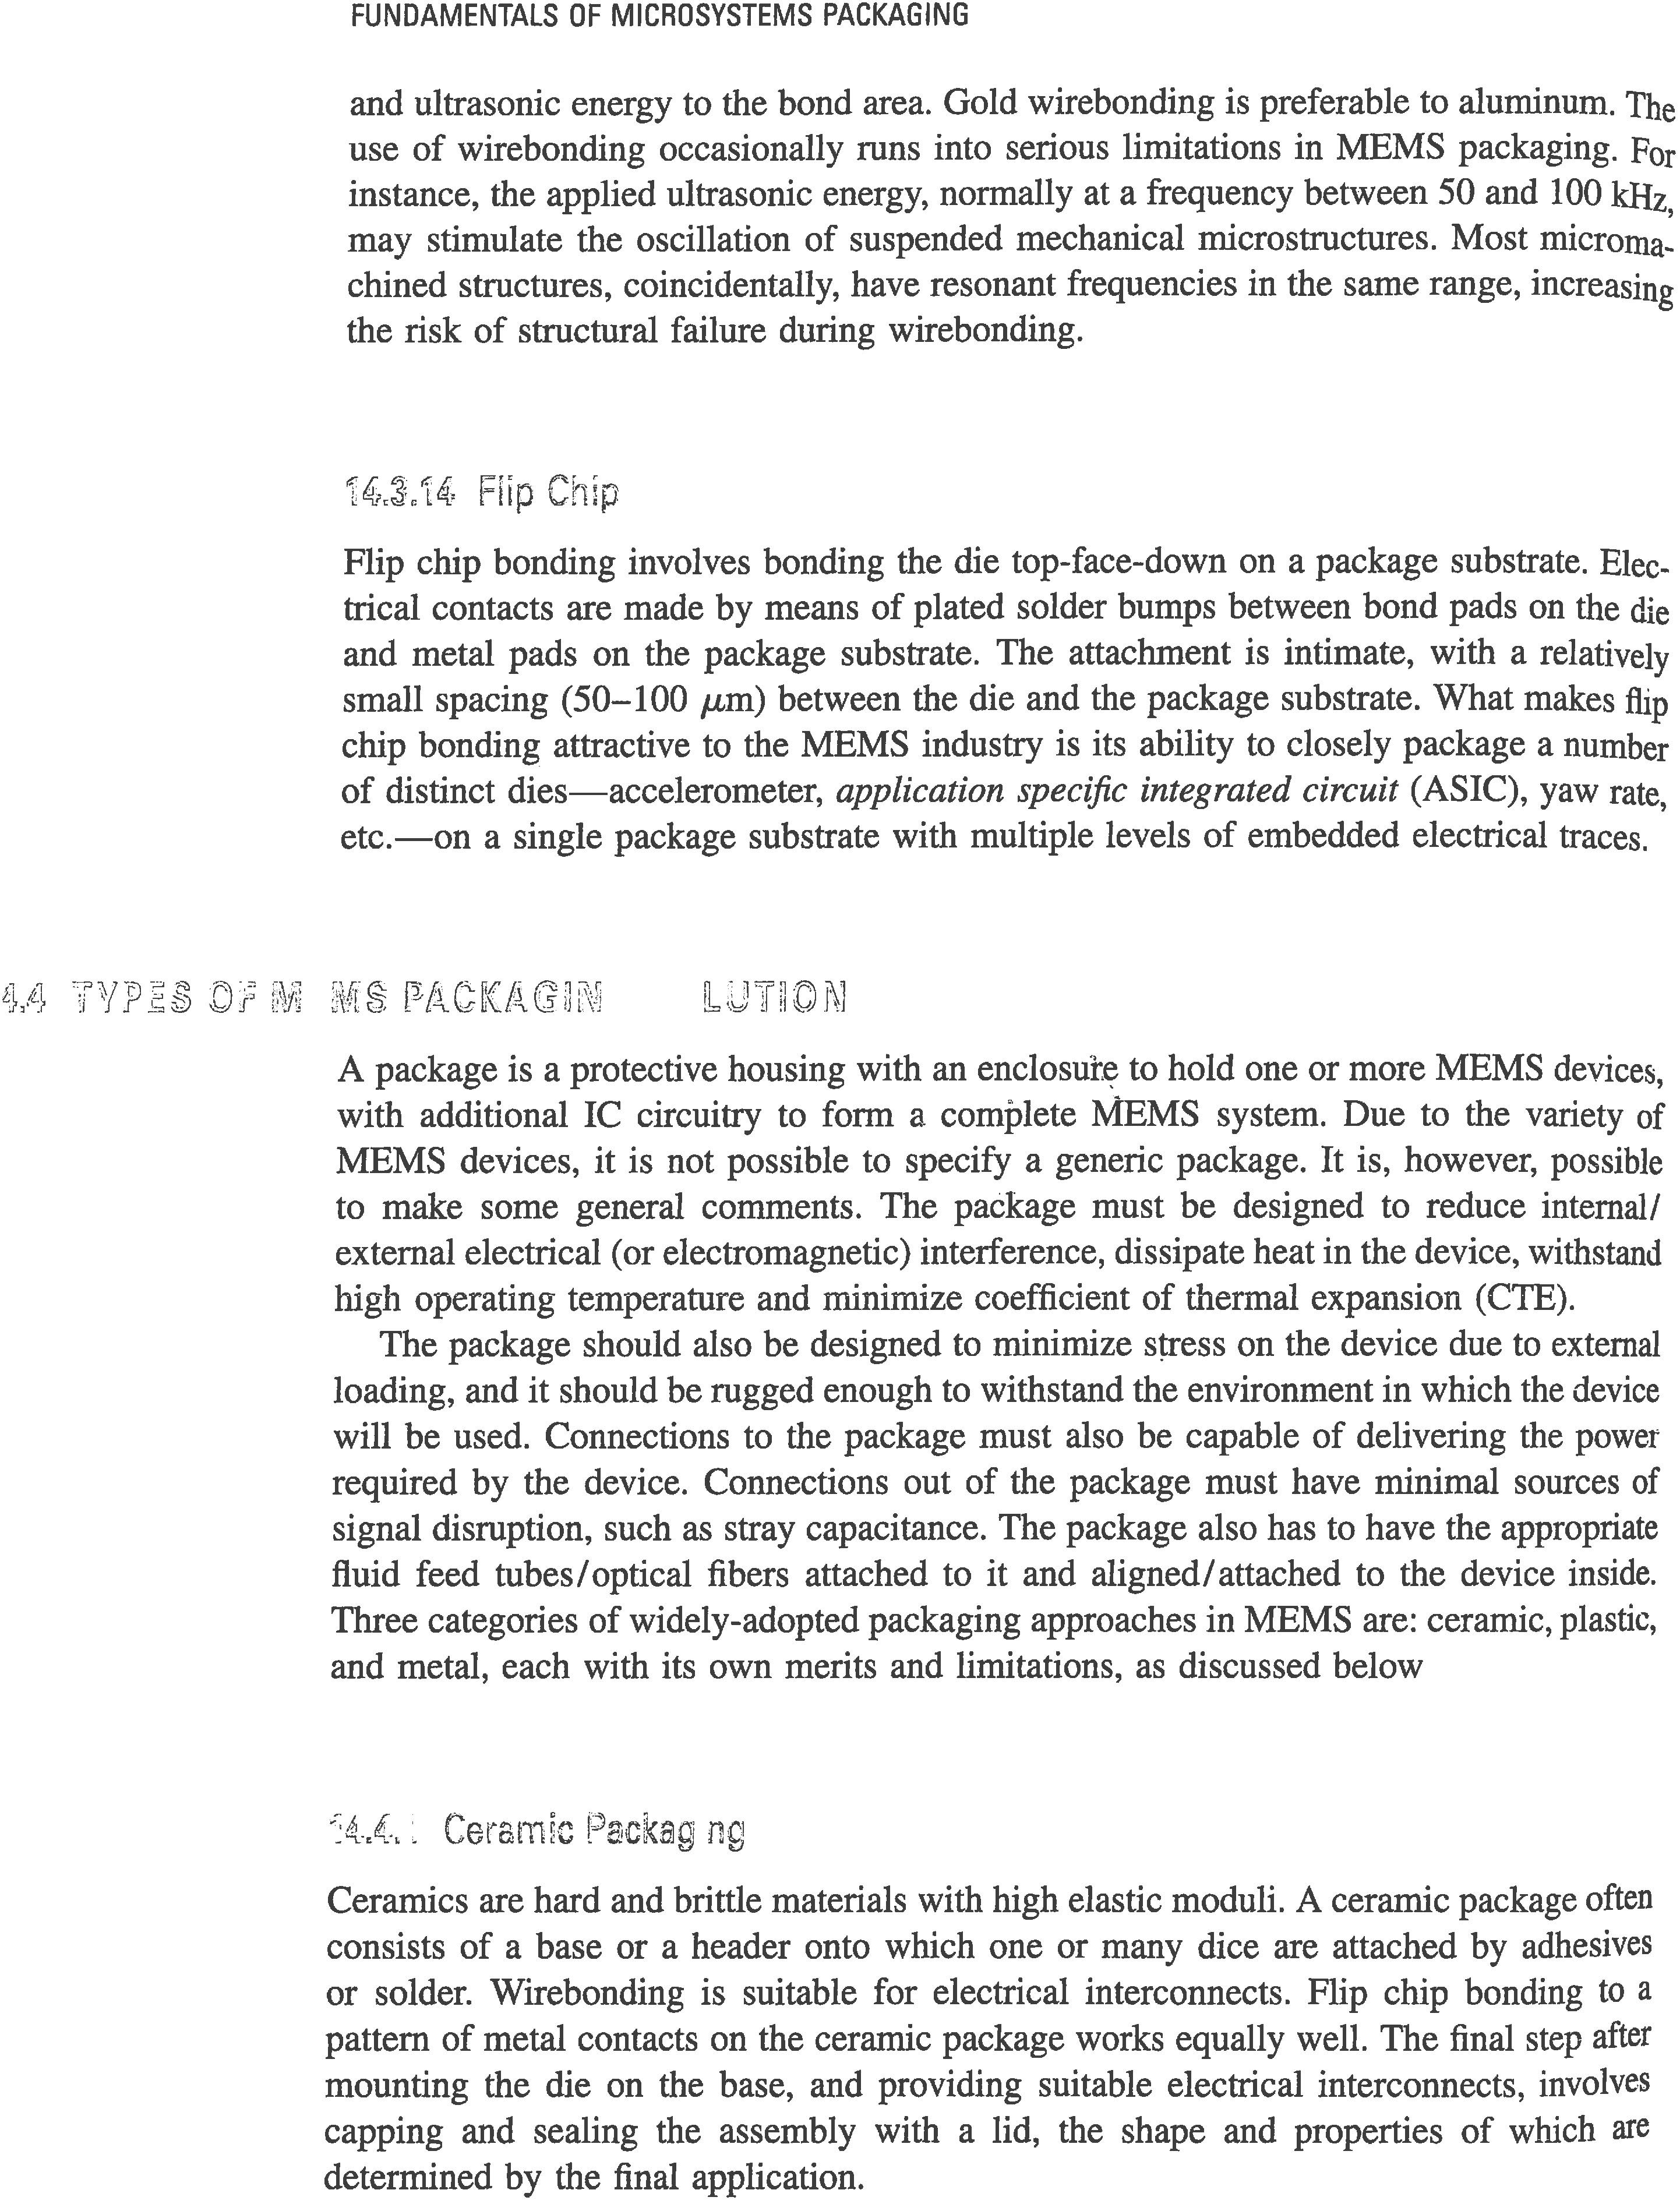 FUNDAMENTALS OF MICROSYSTEMS PACKAGING
and ultrasonic energy to the bond area. Gold wirebonding is preferable to aluminum. The
use of wirebonding occasionally runs into serious limitations in MEMS packaging. For
instance, the applied ultrasonic energy, normally at a frequency between 50 and 100 kHz,
may stimulate the oscillation of suspended mechanical microstructures. Most microma-
chined structures, coincidentally, have resonant frequencies in the same range, increasing
the risk of structural failure during wirebonding.
14.3.14 Flip Chip
Flip chip bonding involves bonding the die top-face-down on a package substrate. Elec-
trical contacts are made by means of plated solder bumps between bond pads on the die
and metal pads on the package substrate. The attachment is intimate, with a relatively
small spacing (50–100 μm) between the die and the package substrate. What makes flip
chip bonding attractive to the MEMS industry is its ability to closely package a number
of distinct dies—accelerometer, application specific integrated circuit (ASIC), yaw rate,
etc.—on a single package substrate with multiple levels of embedded electrical traces.
4.4 TYPES OF M MS PACKAGIN LUTION
A package is a protective housing with an enclosure to hold one or more MEMS devices,
with additional IC circuitry to form a complete MEMS system. Due to the variety of
MEMS devices, it is not possible to specify a generic package. It is, however, possible
to make some general comments. The package must be designed to reduce internal/
external electrical (or electromagnetic) interference, dissipate heat in the device, withstand
high operating temperature and minimize coefficient of thermal expansion (CTE).
The package should also be designed to minimize stress on the device due to external
loading, and it should be rugged enough to withstand the environment in which the device
will be used. Connections to the package must also be capable of delivering the power
required by the device. Connections out of the package must have minimal sources of
signal disruption, such as stray capacitance. The package also has to have the appropriate
fluid feed tubes/optical fibers attached to it and aligned/attached to the device inside.
Three categories of widely-adopted packaging approaches in MEMS are: ceramic, plastic,
and metal, each with its own merits and limitations, as discussed below
14.4. Ceramic Packag ng
Ceramics are hard and brittle materials with high elastic moduli. A ceramic package often
consists of a base or a header onto which one or many dice are attached by adhesives
or solder. Wirebonding is suitable for electrical interconnects. Flip chip bonding to a
pattern of metal contacts on the ceramic package works equally well. The final step after
mounting the die on the base, and providing suitable electrical interconnects, involves
capping and sealing the assembly with a lid, the shape and properties of which are
determined by the final application.